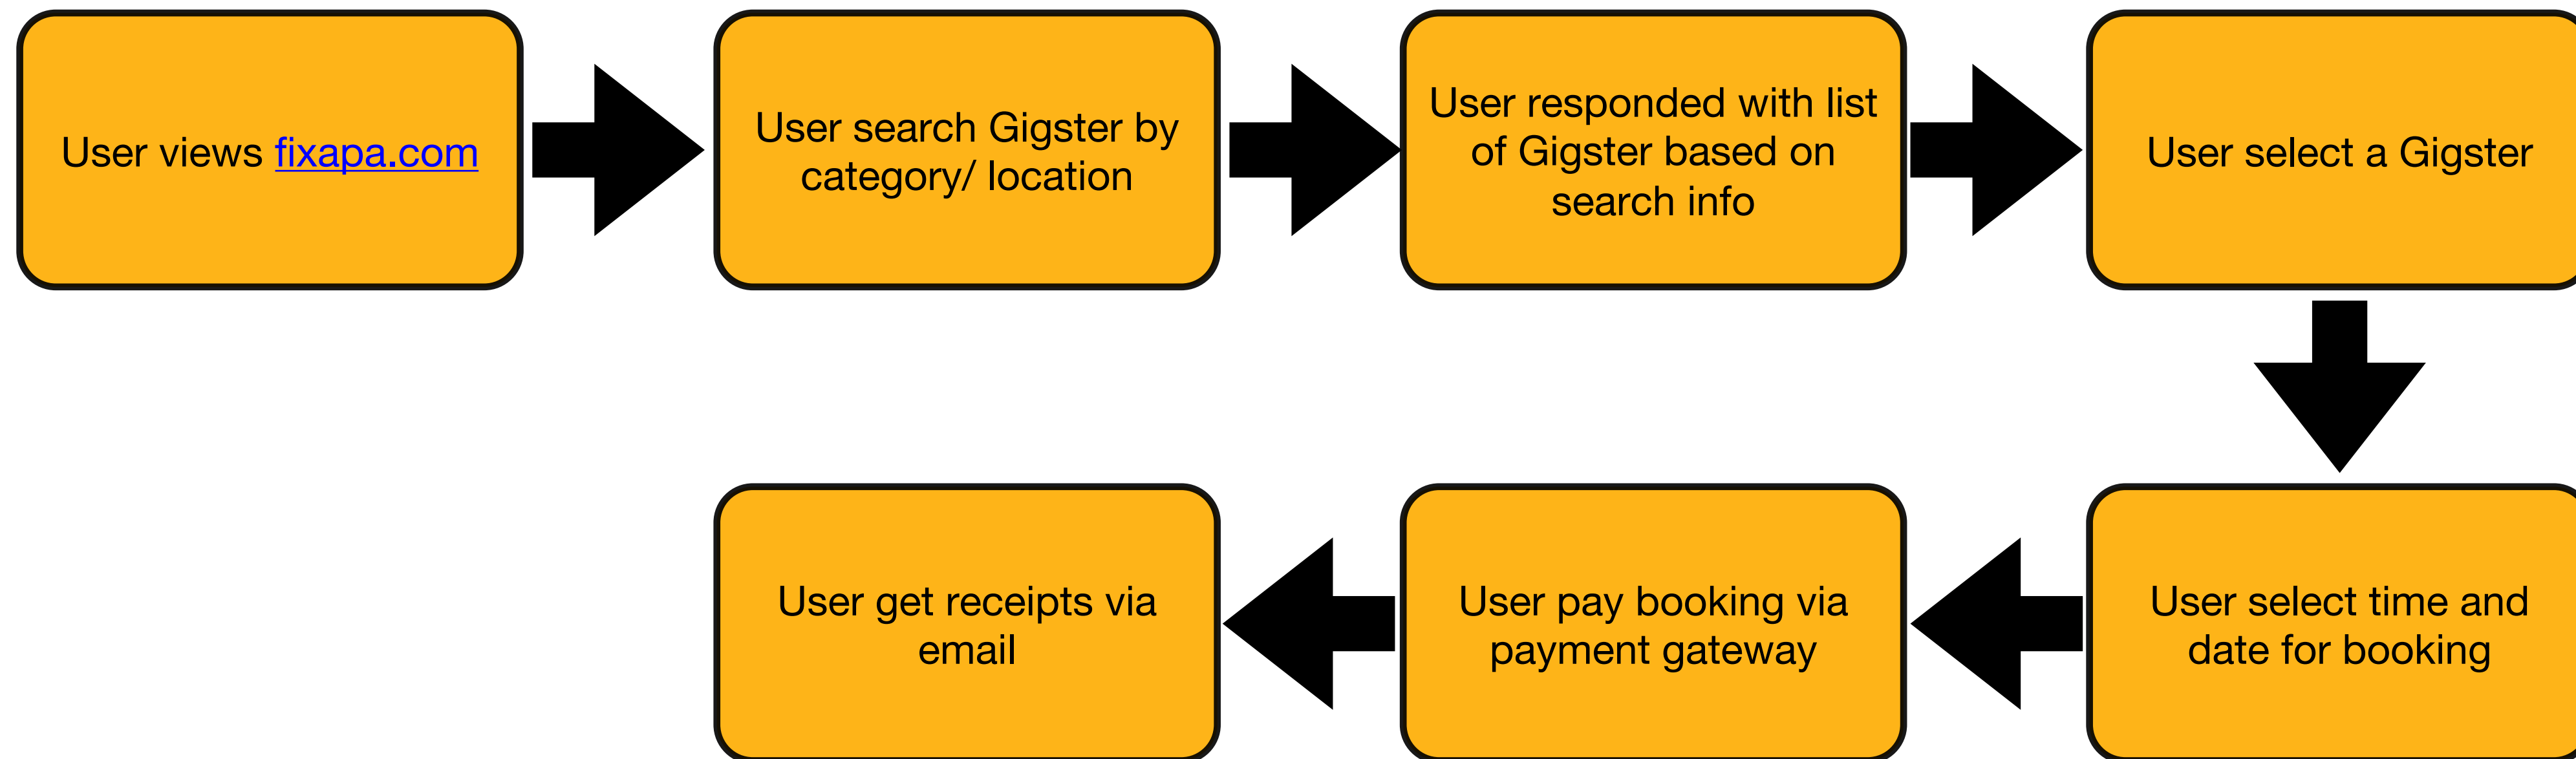 User views fixapa.com
User search Gigster by
category/ location
User responded with list
of Gigster based on
search info
User select a Gigster
User select time and
date for booking
User pay booking via
payment gateway
User get receipts via
email